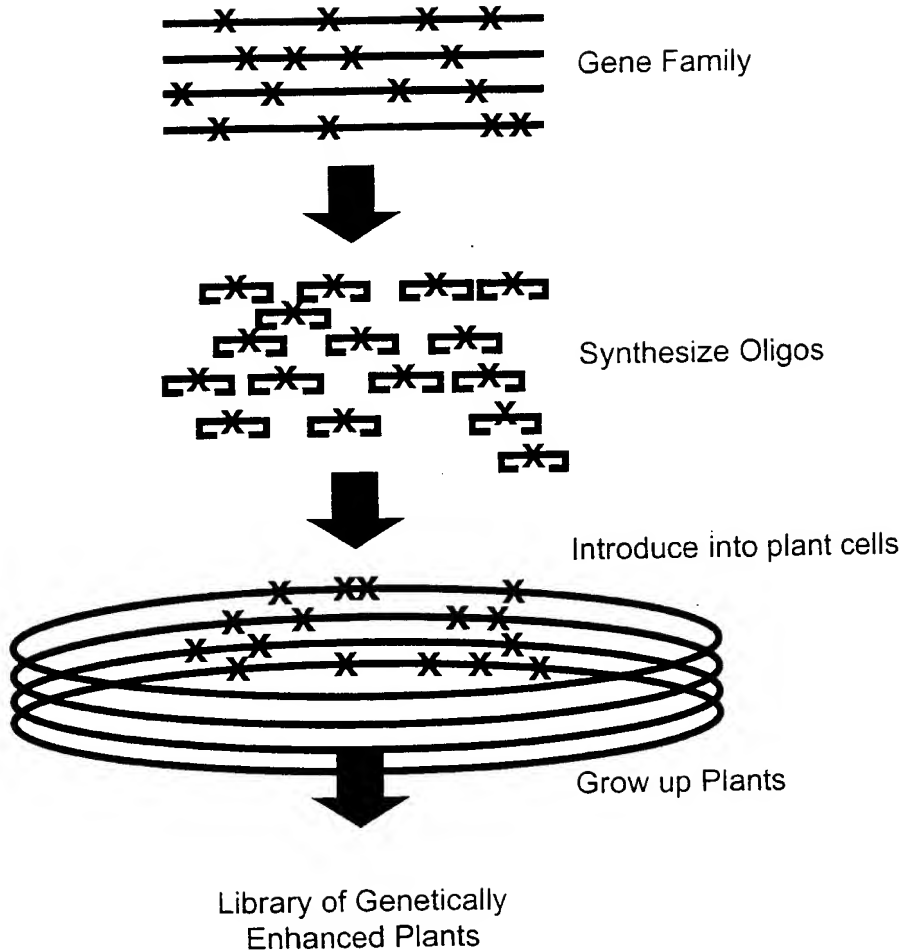 Gene Family
Synthesize Oligos
Introduce into plant cells
Grow up Plants
Library of Genetically
Enhanced Plants